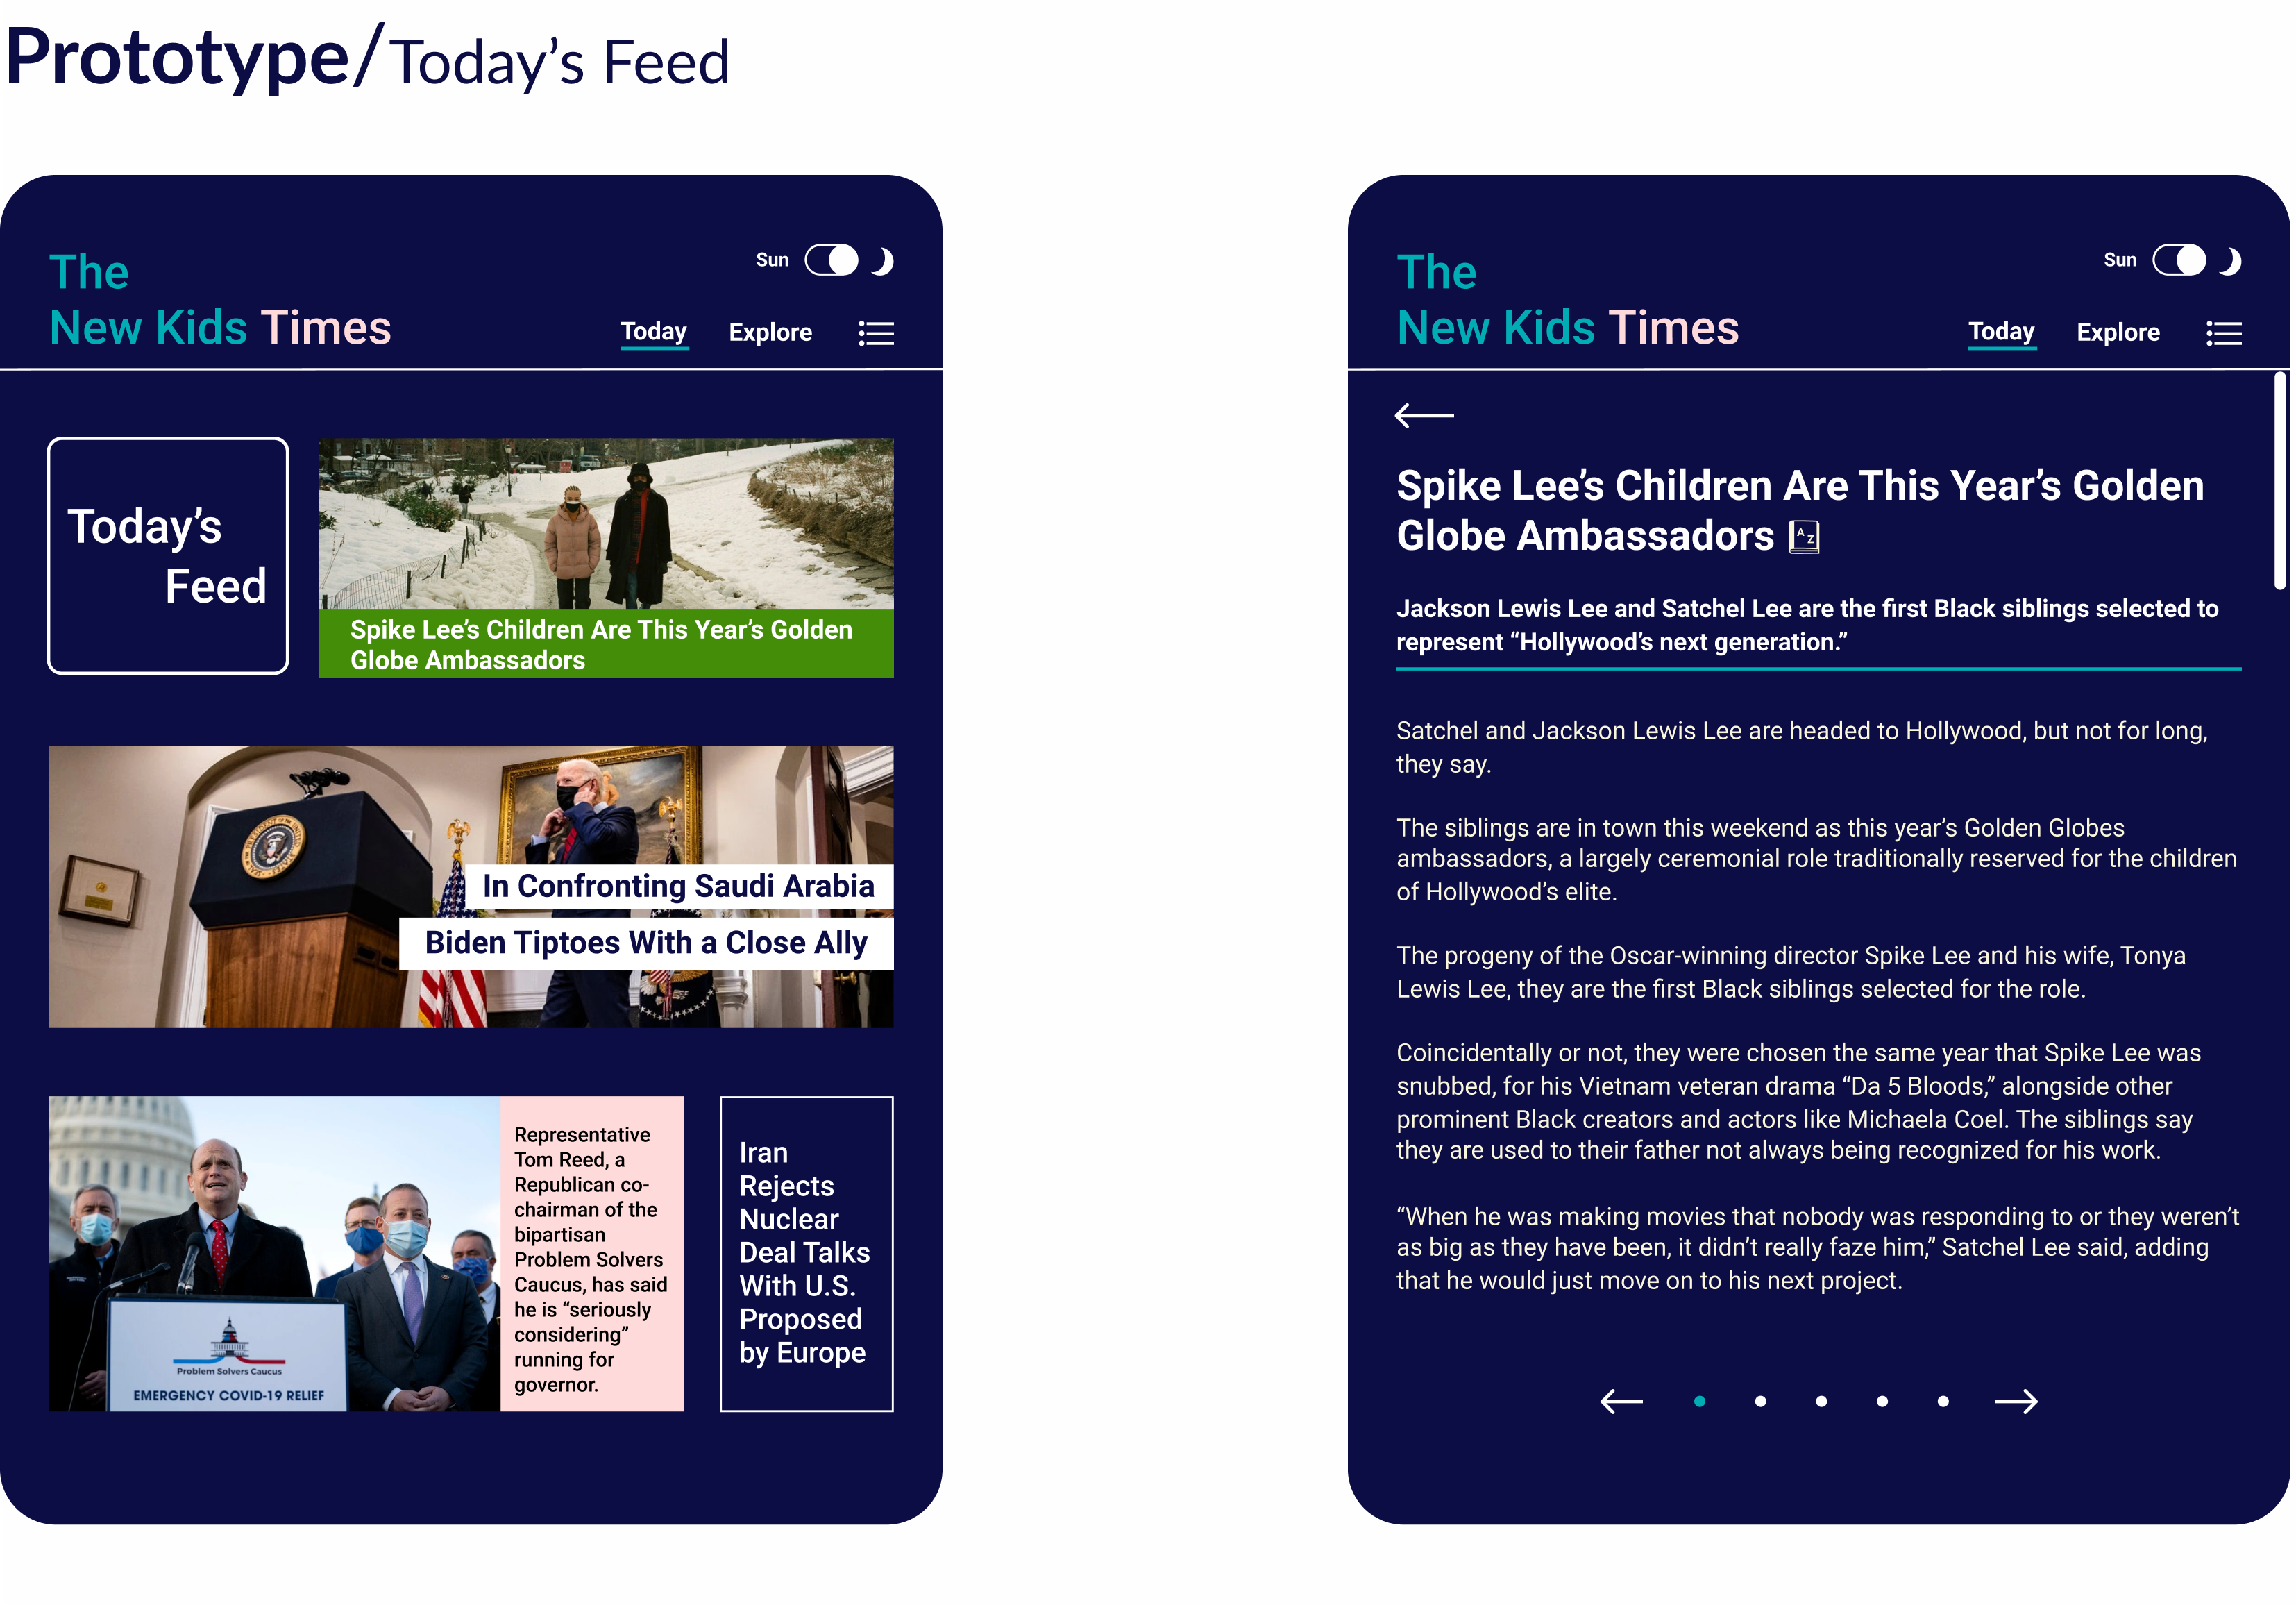 Prototype/Today’s Feed
The
New Kids Times
Sun
Today
Explore
Today’s
Feed
Spike Lee’s Children Are This Year’s Golden
Globe Ambassadors
In Confronting Saudi Arabia
Biden Tiptoes With a Close Ally
Problem Solvers Caucus
EMERGENCY COVID-19 RELIEF
Representative
Tom Reed, a
Republican co-
chairman of the
bipartisan
Problem Solvers
Caucus, has said
he is “seriously
considering”
running for
governor.
Iran
Rejects
Nuclear
Deal Talks
With U.S.
Proposed
by Europe
The
New Kids Times
Sun
Today
Explore
Spike Lee’s Children Are This Year’s Golden
Globe Ambassadors
A Z
Jackson Lewis Lee and Satchel Lee are the first Black siblings selected to
represent “Hollywood’s next generation.”
Satchel and Jackson Lewis Lee are headed to Hollywood, but not for long,
they say.
The siblings are in town this weekend as this year’s Golden Globes
ambassadors, a largely ceremonial role traditionally reserved for the children
of Hollywood’s elite.
The progeny of the Oscar-winning director Spike Lee and his wife, Tonya
Lewis Lee, they are the first Black siblings selected for the role.
Coincidentally or not, they were chosen the same year that Spike Lee was
snubbed, for his Vietnam veteran drama “Da 5 Bloods,” alongside other
prominent Black creators and actors like Michaela Coel. The siblings say
they are used to their father not always being recognized for his work.
“When he was making movies that nobody was responding to or they weren’t
as big as they have been, it didn’t really faze him,” Satchel Lee said, adding
that he would just move on to his next project.